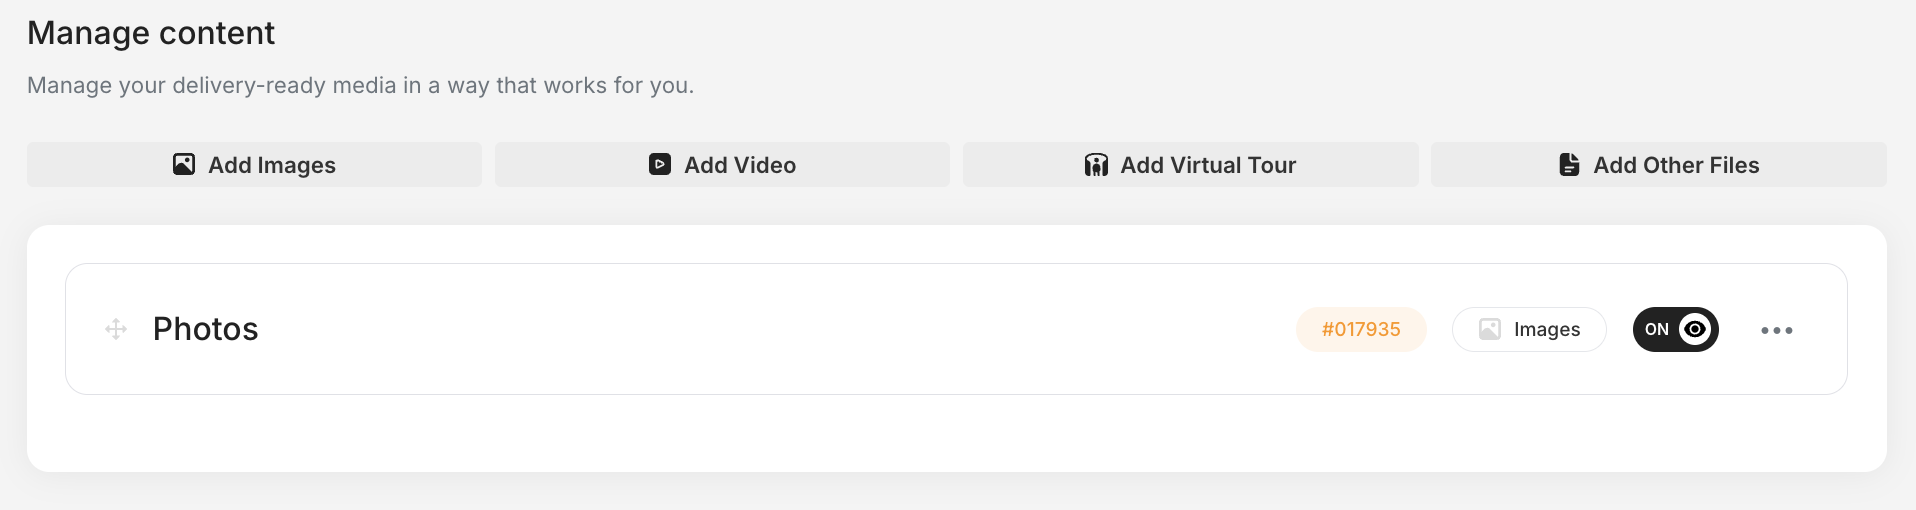 Manage content
Manage your delivery-ready media in a way that works for you.
Add Images
Add Video
Add Virtual Tour
Add Other Files
Photos
#017935
Images
ON